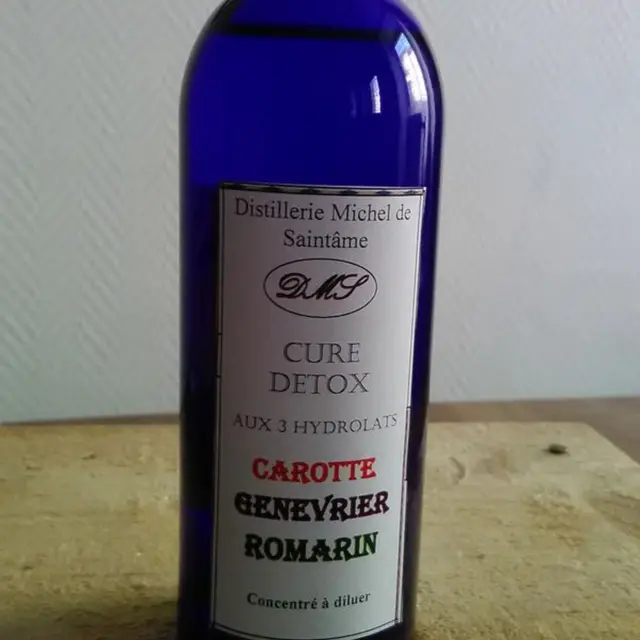 Distillerie Michel de
Saintâme
DMS
CURE
DETOX
AUX 3 HYDROLATS
CAROTTE
GENEVRIER
ROMARIN
Concentré à diluer